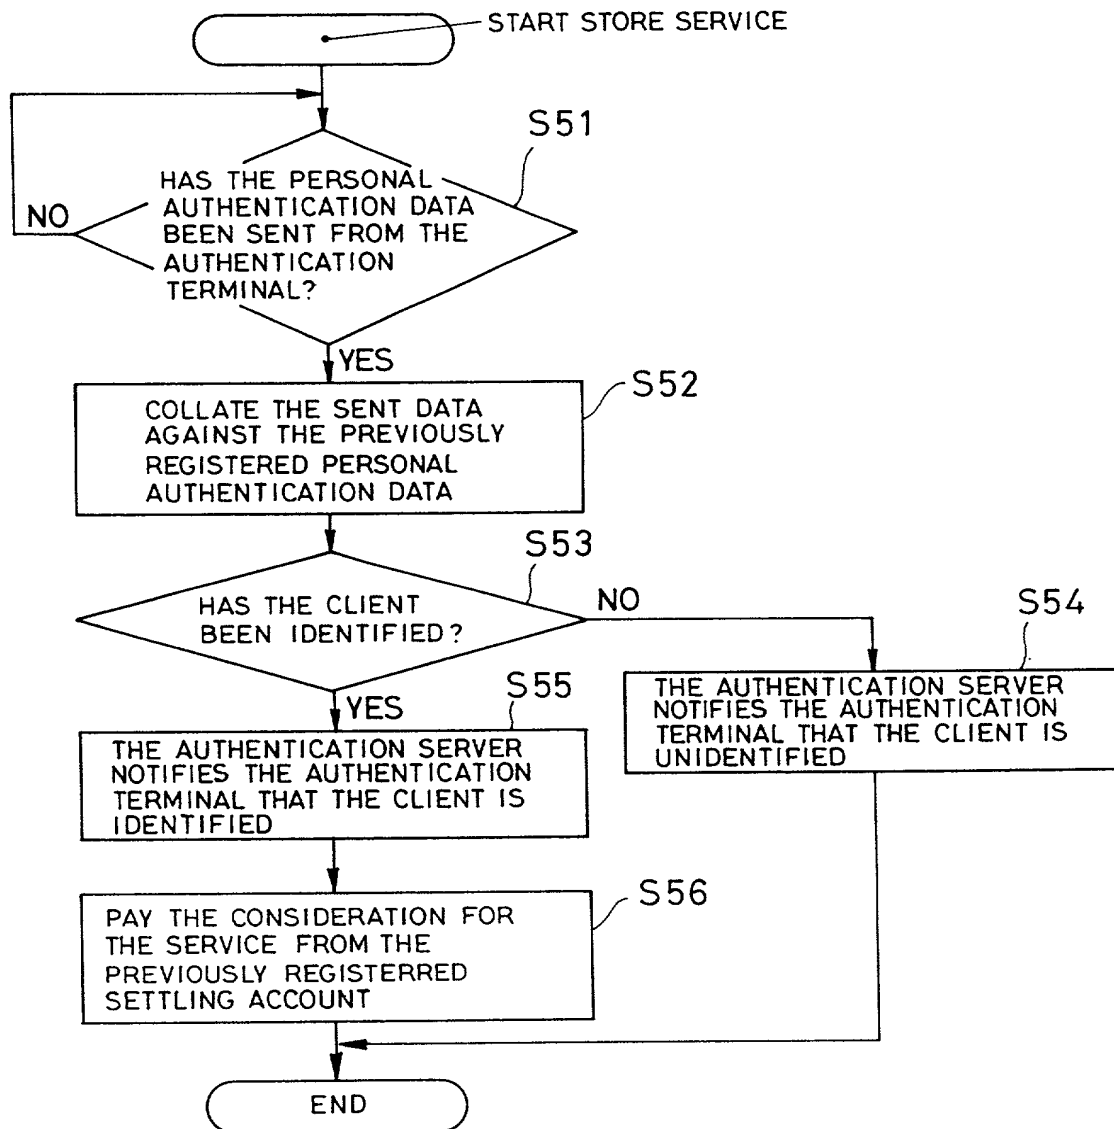 START STORE SERVICE
S51
HAS THE PERSONAL
AUTHENTICATION DATA
BEEN SENT FROM THE
AUTHENTICATION
TERMINAL?
NO
YES
S52
COLLATE THE SENT DATA
AGAINST THE PREVIOUSLY
REGISTERED PERSONAL
AUTHENTICATION DATA
S53
HAS THE CLIENT
BEEN IDENTIFIED?
NO
S54
THE AUTHENTICATION SERVER
NOTIFIES THE AUTHENTICATION
TERMINAL THAT THE CLIENT IS
UNIDENTIFIED
YES
S55
THE AUTHENTICATION SERVER
NOTIFIES THE AUTHENTICATION
TERMINAL THAT THE CLIENT IS
IDENTIFIED
S56
PAY THE CONSIDERATION FOR
THE SERVICE FROM THE
PREVIOUSLY REGISTERRED
SETTLING ACCOUNT
END